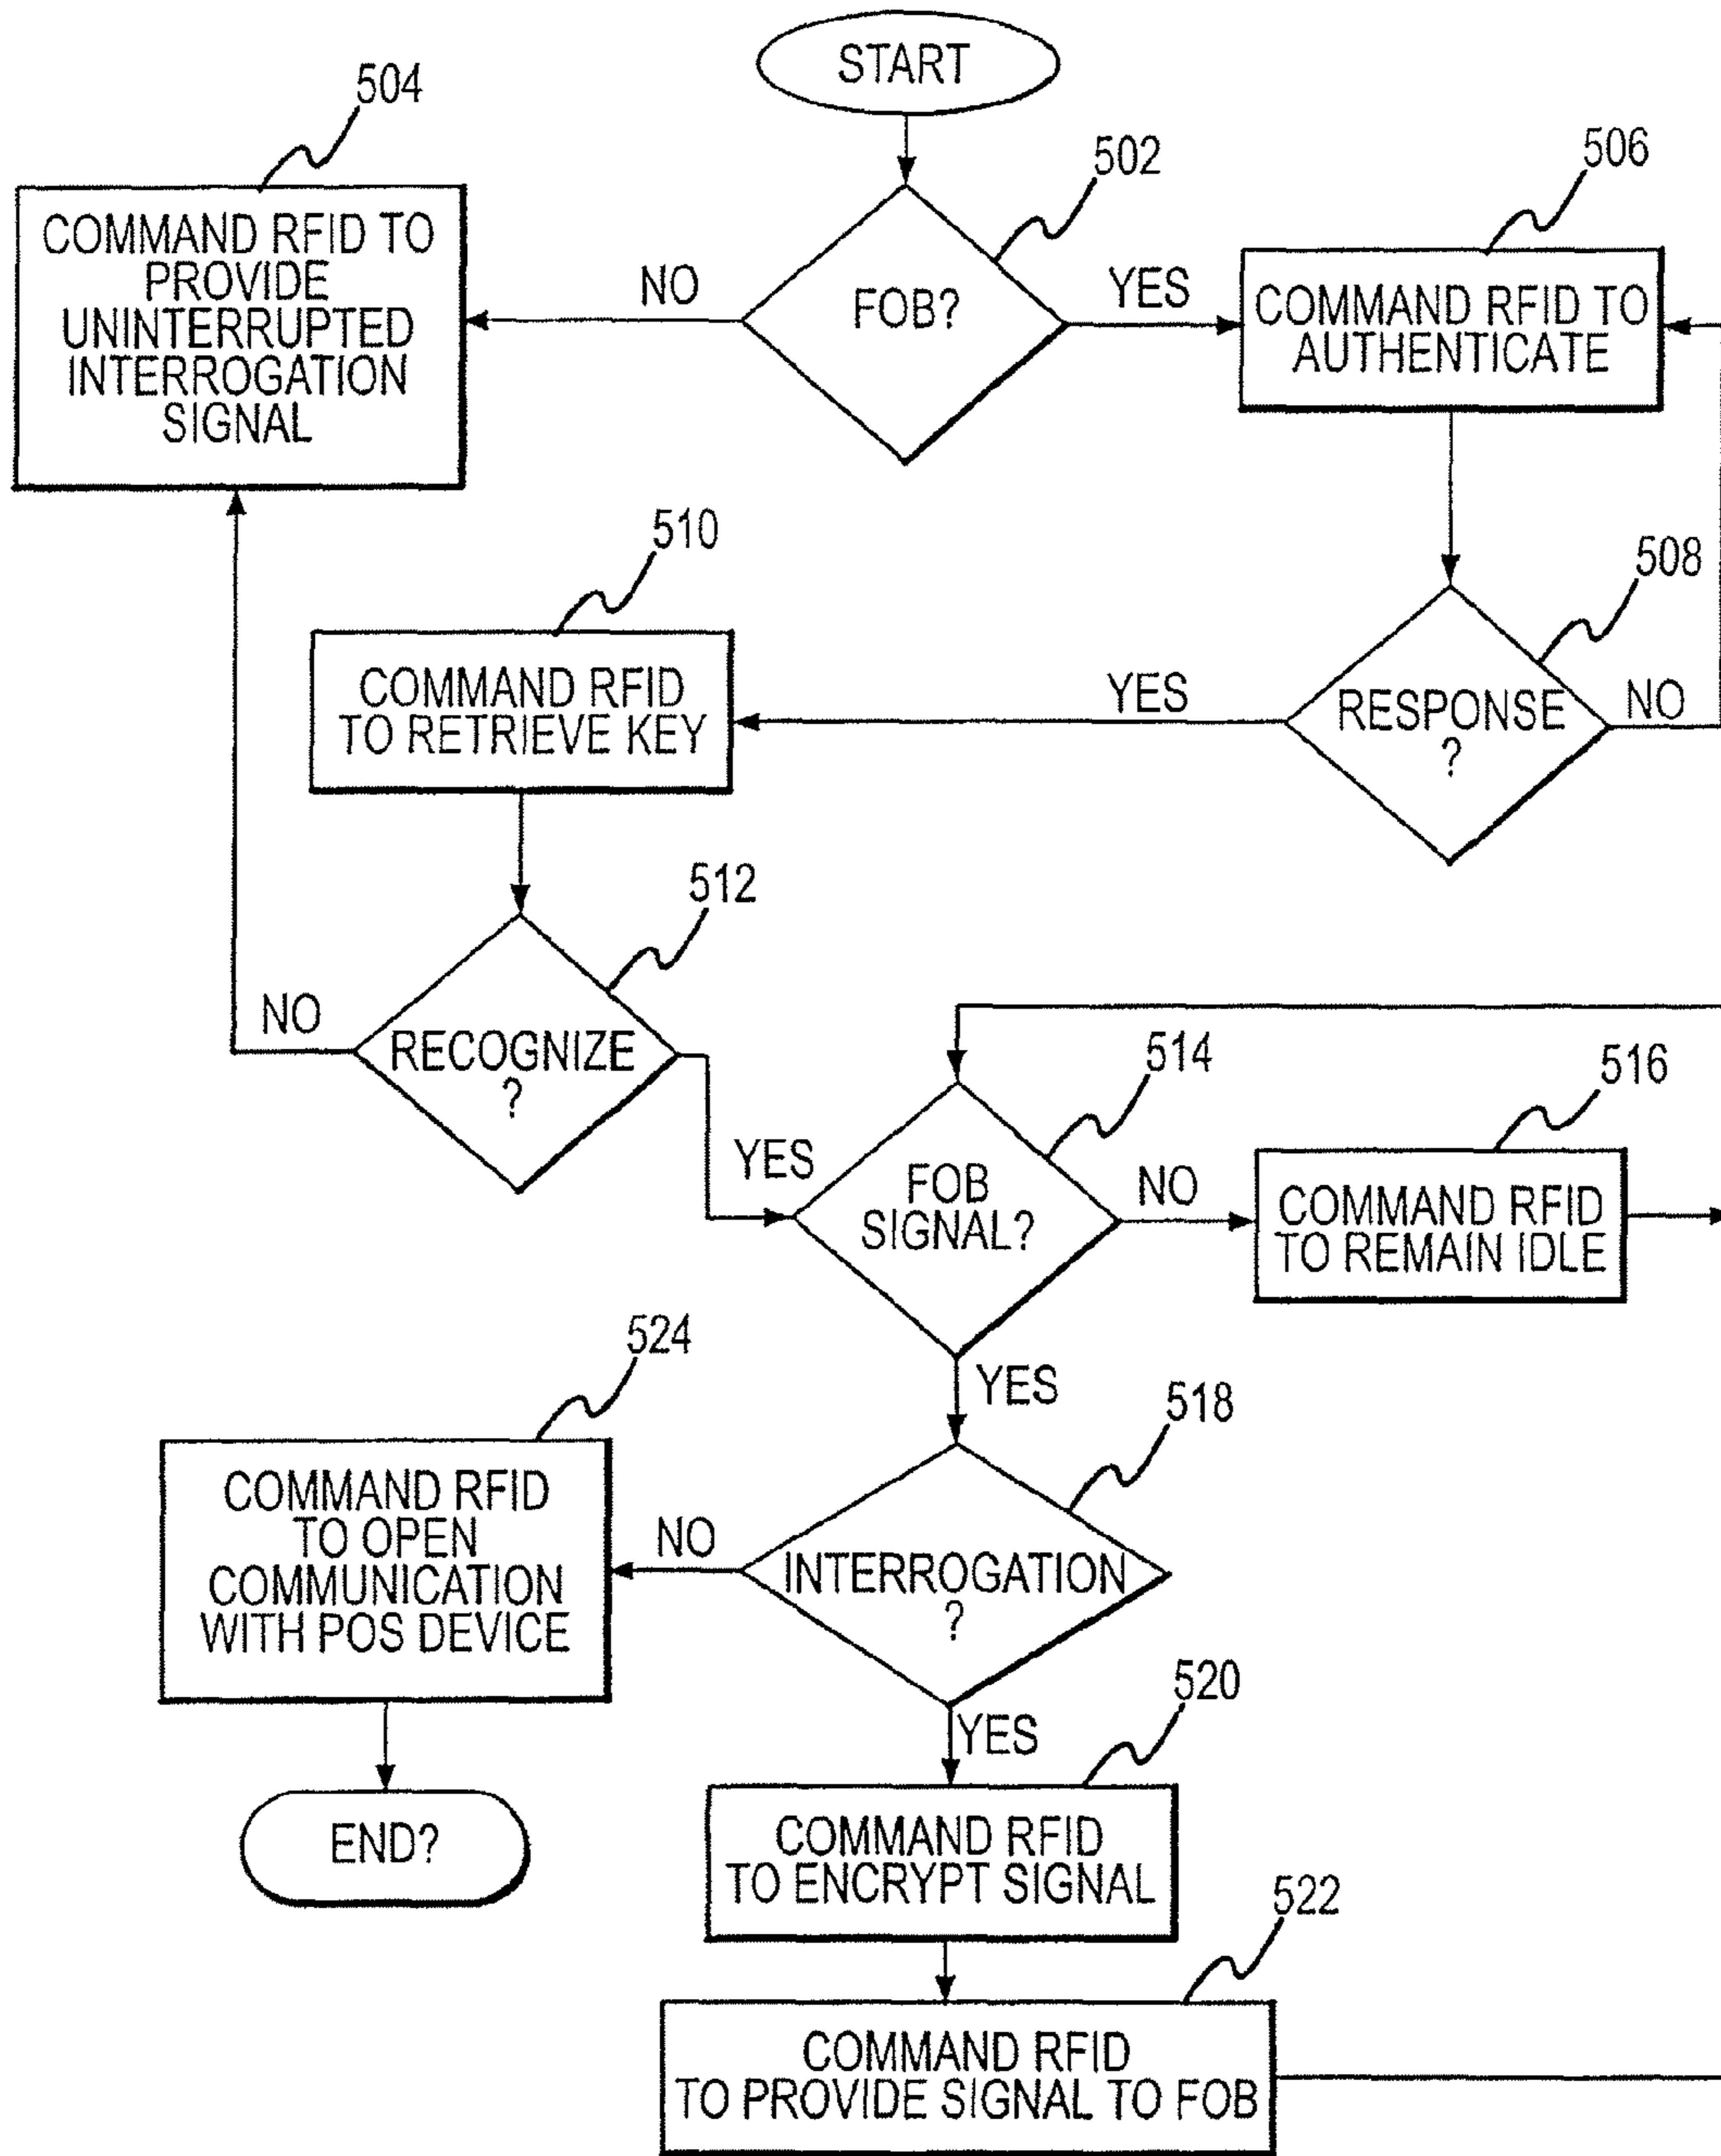 START
504
502
506
COMMAND RFID TO
PROVIDE
UNINTERRUPTED
INTERROGATION
SIGNAL
NO
FOB?
YES
COMMAND RFID TO
AUTHENTICATE
510
508
COMMAND RFID
TO RETRIEVE KEY
YES
RESPONSE
?
NO
512
NO
RECOGNIZE
?
YES
514
516
FOB
SIGNAL?
NO
COMMAND RFID
TO REMAIN IDLE
524
YES
518
COMMAND RFID
TO OPEN
COMMUNICATION
WITH POS DEVICE
NO
INTERROGATION
?
YES
520
END?
COMMAND RFID
TO ENCRYPT SIGNAL
522
COMMAND RFID
TO PROVIDE SIGNAL TO FOB